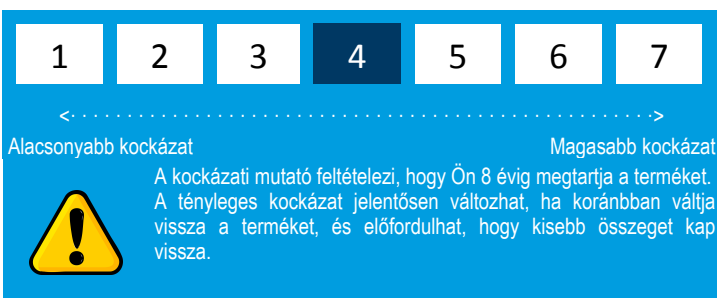 1 2 3 4 5 6 7
Alacsonyabb kockázat Magasabb kockázat
A kockázati mutató feltételezi, hogy Ön 8 évig megtartja a terméket.
A tényleges kockázat jelentősen változhat, ha koránbban váltja
vissza a terméket, és előfordulhat, hogy kisebb összeget kap
vissza.